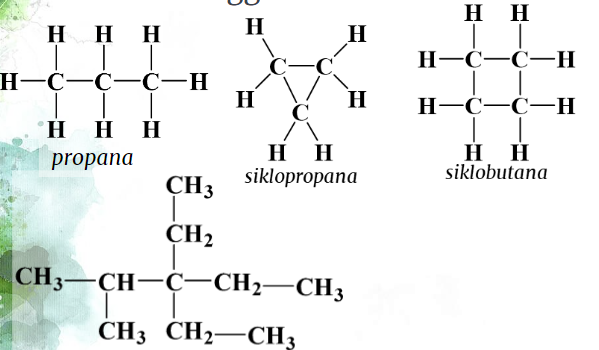 H H H
H—C—C—C—H
H H H
propana
H H
C—C
H H
C
H H
siklopropana
H H
H—C—C—H
H—C—C—H
H H
siklobutana
CH₃
CH₂
CH₃—CH—C—CH₂—CH₃
CH₃ CH₂—CH₃